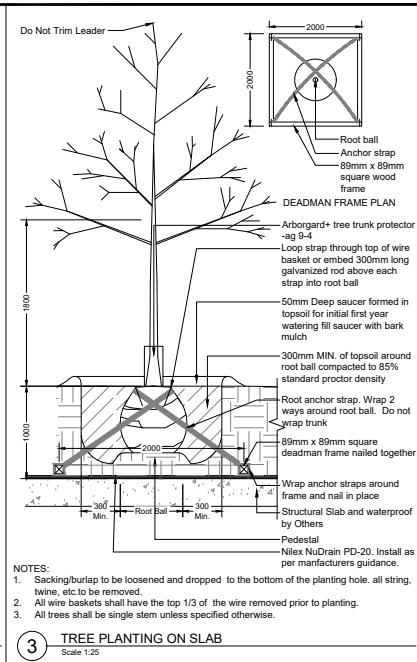 Do Not Trim Leader
2000
2000
Root ball
Anchor strap
89mm x 89mm
square wood
frame
DEADMAN FRAME PLAN
Arborgard+ tree trunk protector
-ag 9-4
Loop strap through top of wire
basket or embed 300mm long
galvanized rod above each
strap into root ball
1800
50mm Deep saucer formed in
topsoil for initial first year
watering fill saucer with bark
mulch
300mm MIN. of topsoil around
root ball compacted to 85%
standard proctor density
1000
Root anchor strap. Wrap 2
ways around root ball. Do not
wrap trunk
2000
89mm x 89mm square
deadman frame nailed together
Wrap anchor straps around
frame and nail in place
300
Min.
Root Ball
300
Min.
Structural Slab and waterproof
by Others
Pedestal
Nilex NuDrain PD-20. Install as
per manfacturers guidance.
NOTES:
1. Sacking/burlap to be loosened and dropped to the bottom of the planting hole. all string,
twine, etc.to be removed.
2. All wire baskets shall have the top 1/3 of the wire removed prior to planting.
3. All trees shall be single stem unless specified otherwise.
3 TREE PLANTING ON SLAB
Scale 1:25